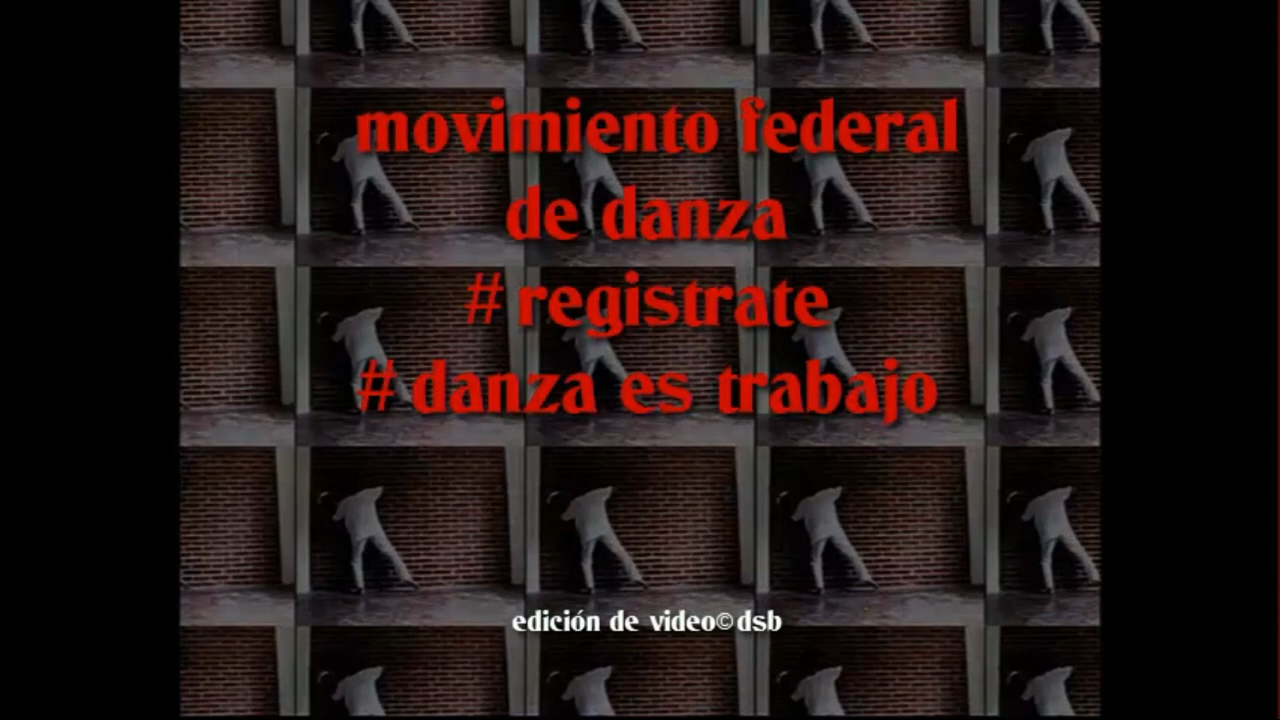 movimiento federal
de danza
# registrate
# danza es trabajo
edición de video©dsb